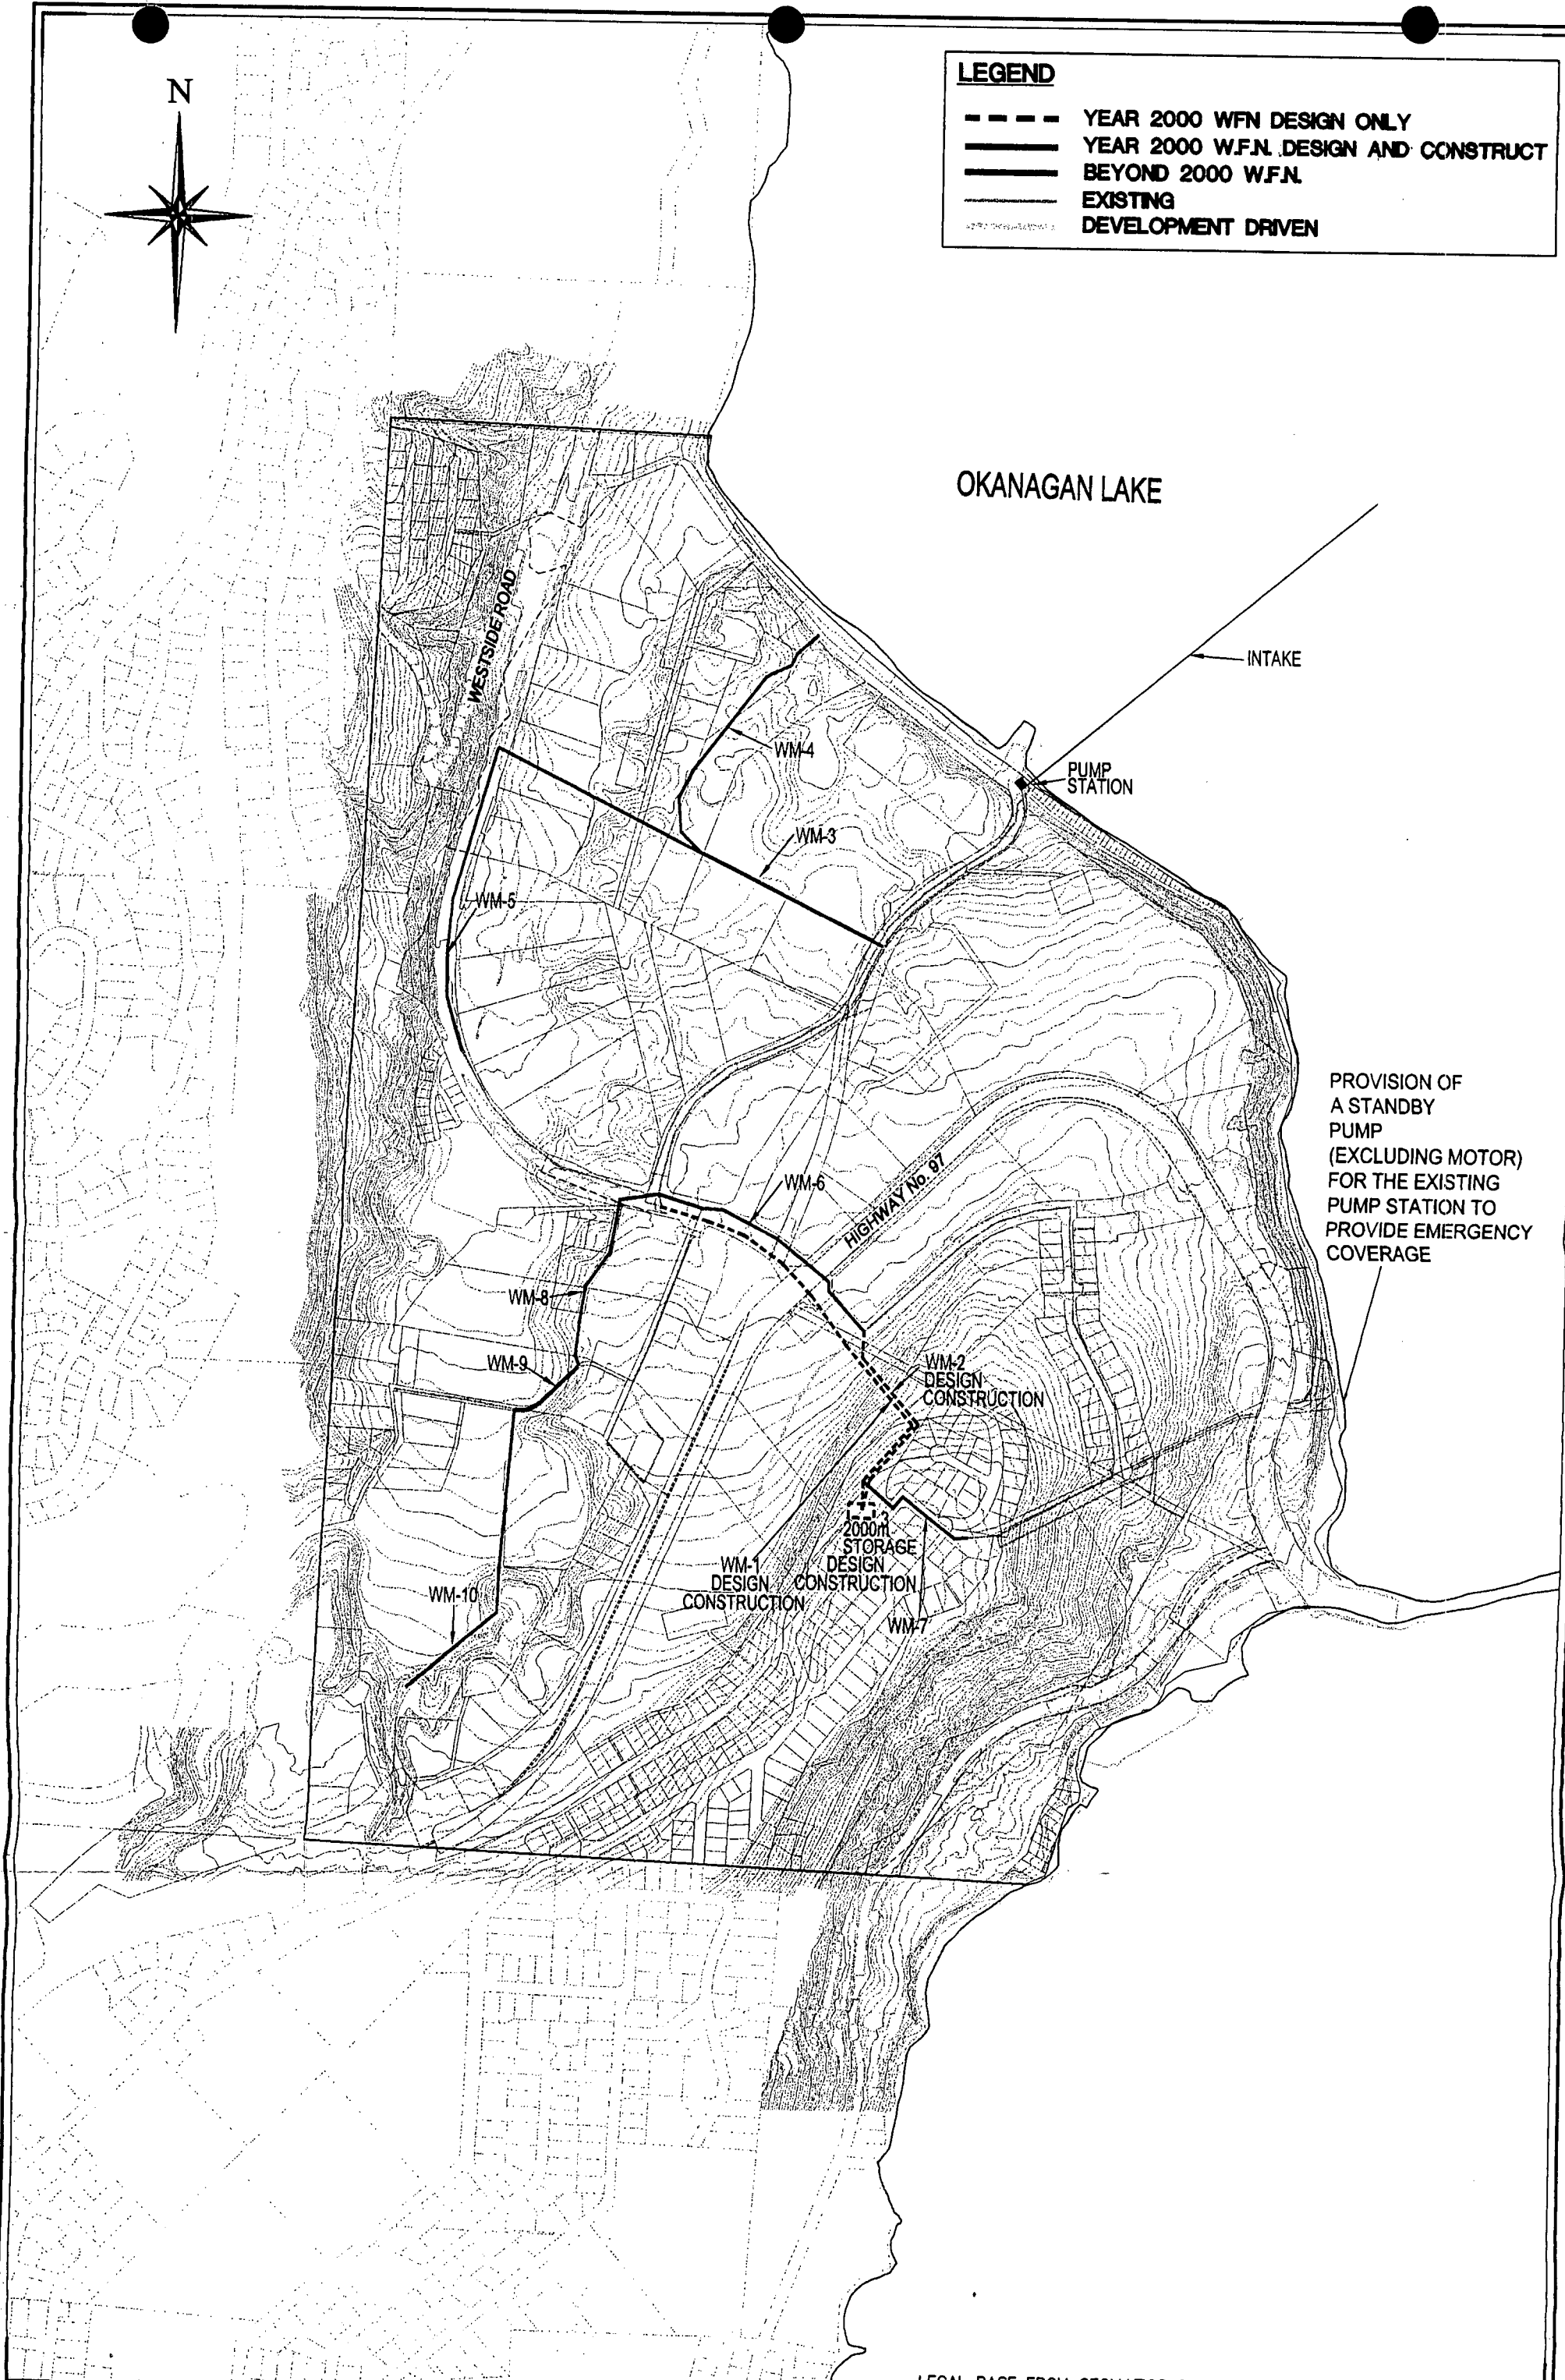 N
LEGEND
YEAR 2000 WFN DESIGN ONLY
YEAR 2000 W.F.N. DESIGN AND CONSTRUCT
BEYOND 2000 W.F.N.
EXISTING
DEVELOPMENT DRIVEN
OKANAGAN LAKE
WESTSIDE ROAD
INTAKE
WM-4
PUMP
STATION
WM-3
WM-5
PROVISION OF
A STANDBY
PUMP
(EXCLUDING MOTOR)
FOR THE EXISTING
PUMP STATION TO
PROVIDE EMERGENCY
COVERAGE
WM-6
HIGHWAY No. 97
WM-8
WM-9
WM-2
DESIGN
CONSTRUCTION
2000m3
STORAGE
DESIGN
CONSTRUCTION
WM-1
DESIGN
CONSTRUCTION
WM-10
WM-7